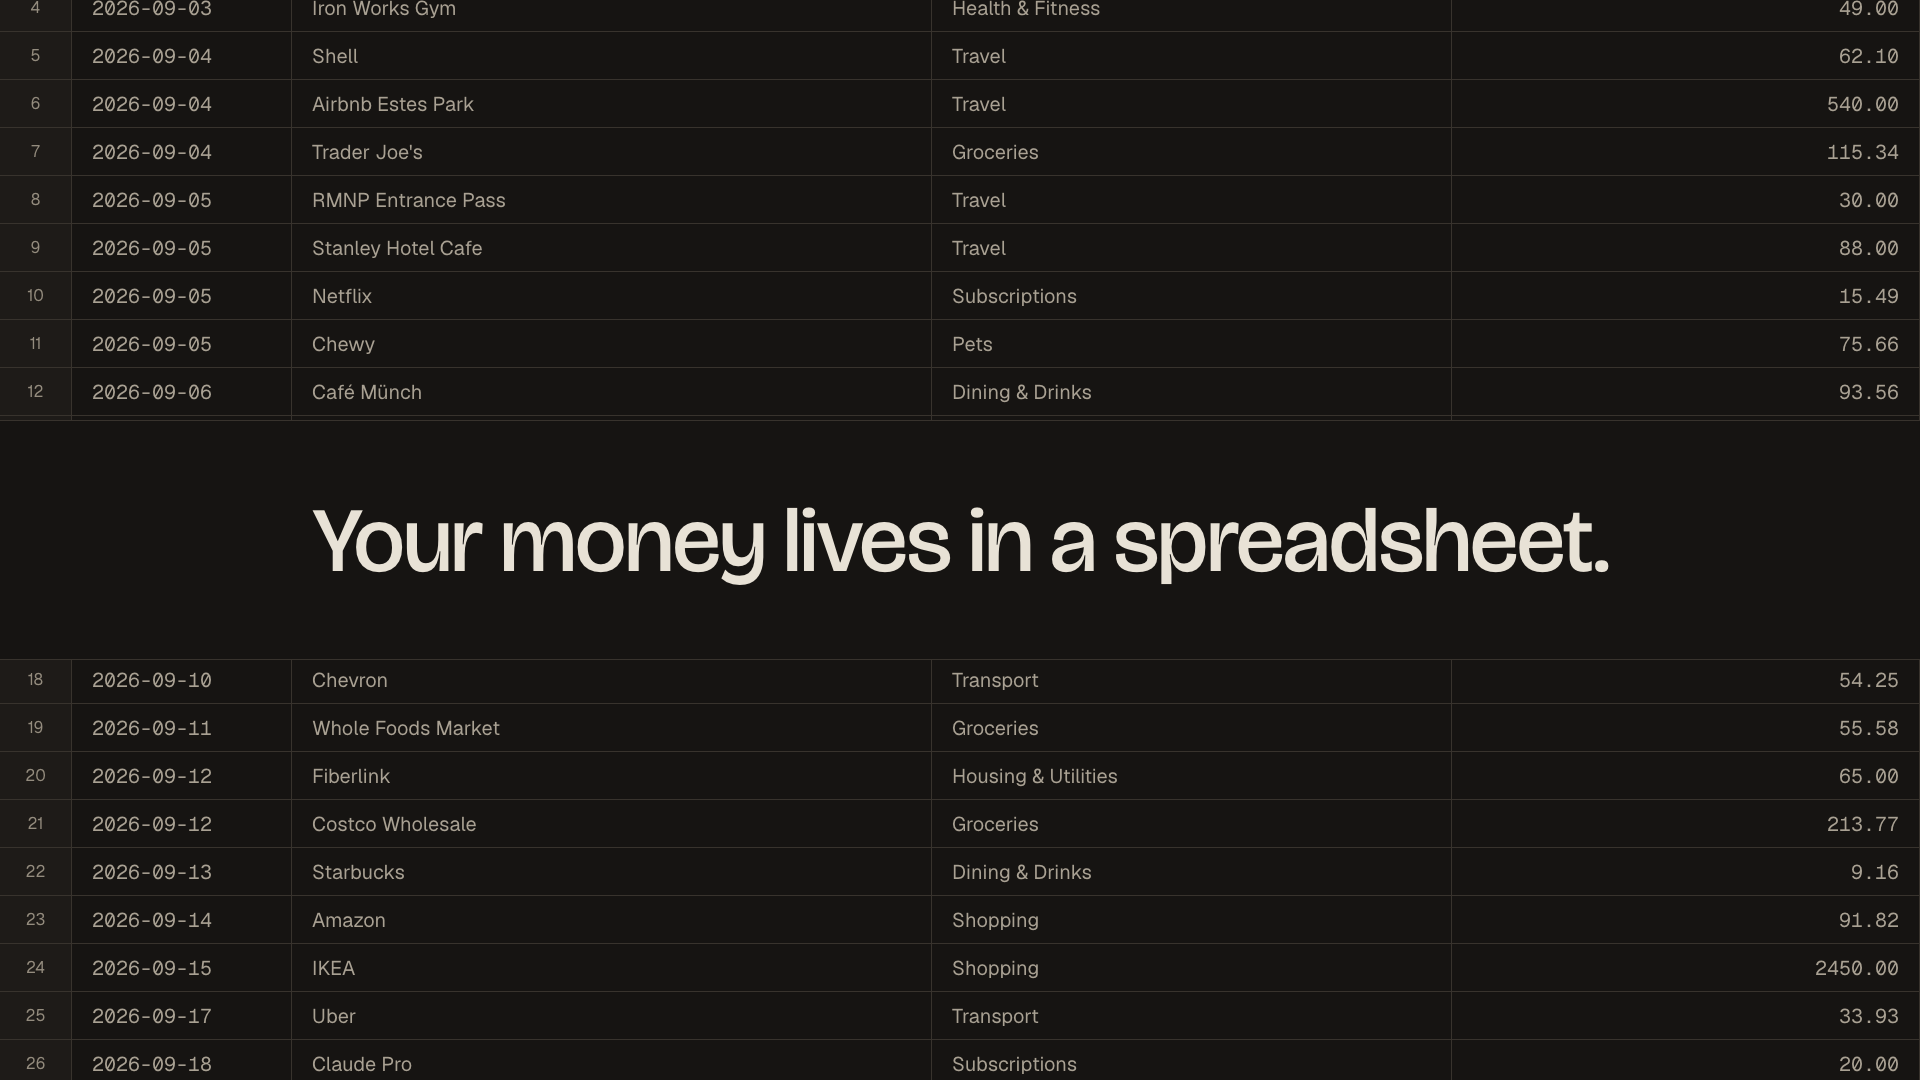 4 2026-09-03 Iron Works Gym Health & Fitness 49.00
5 2026-09-04 Shell Travel 62.10
6 2026-09-04 Airbnb Estes Park Travel 540.00
7 2026-09-04 Trader Joe's Groceries 115.34
8 2026-09-05 RMNP Entrance Pass Travel 30.00
9 2026-09-05 Stanley Hotel Cafe Travel 88.00
10 2026-09-05 Netflix Subscriptions 15.49
11 2026-09-05 Chewy Pets 75.66
12 2026-09-06 Café Münch Dining & Drinks 93.56
Your money lives in a spreadsheet.
18 2026-09-10 Chevron Transport 54.25
19 2026-09-11 Whole Foods Market Groceries 55.58
20 2026-09-12 Fiberlink Housing & Utilities 65.00
21 2026-09-12 Costco Wholesale Groceries 213.77
22 2026-09-13 Starbucks Dining & Drinks 9.16
23 2026-09-14 Amazon Shopping 91.82
24 2026-09-15 IKEA Shopping 2450.00
25 2026-09-17 Uber Transport 33.93
26 2026-09-18 Claude Pro Subscriptions 20.00